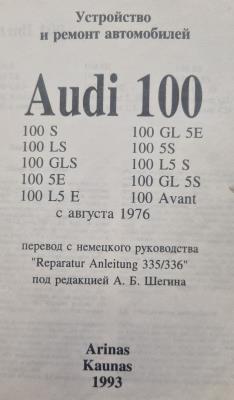 Устройство
и ремонт автомобилей
Audi 100
100 S 100 GL 5E
100 LS 100 5S
100 GLS 100 L5 S
100 5E 100 GL 5S
100 L5 E 100 Avant
с августа 1976
перевод с немецкого руководства
"Reparatur Anleitung 335/336"
под редакцией А. Б. Шегина
Arinas
Kaunas
1993